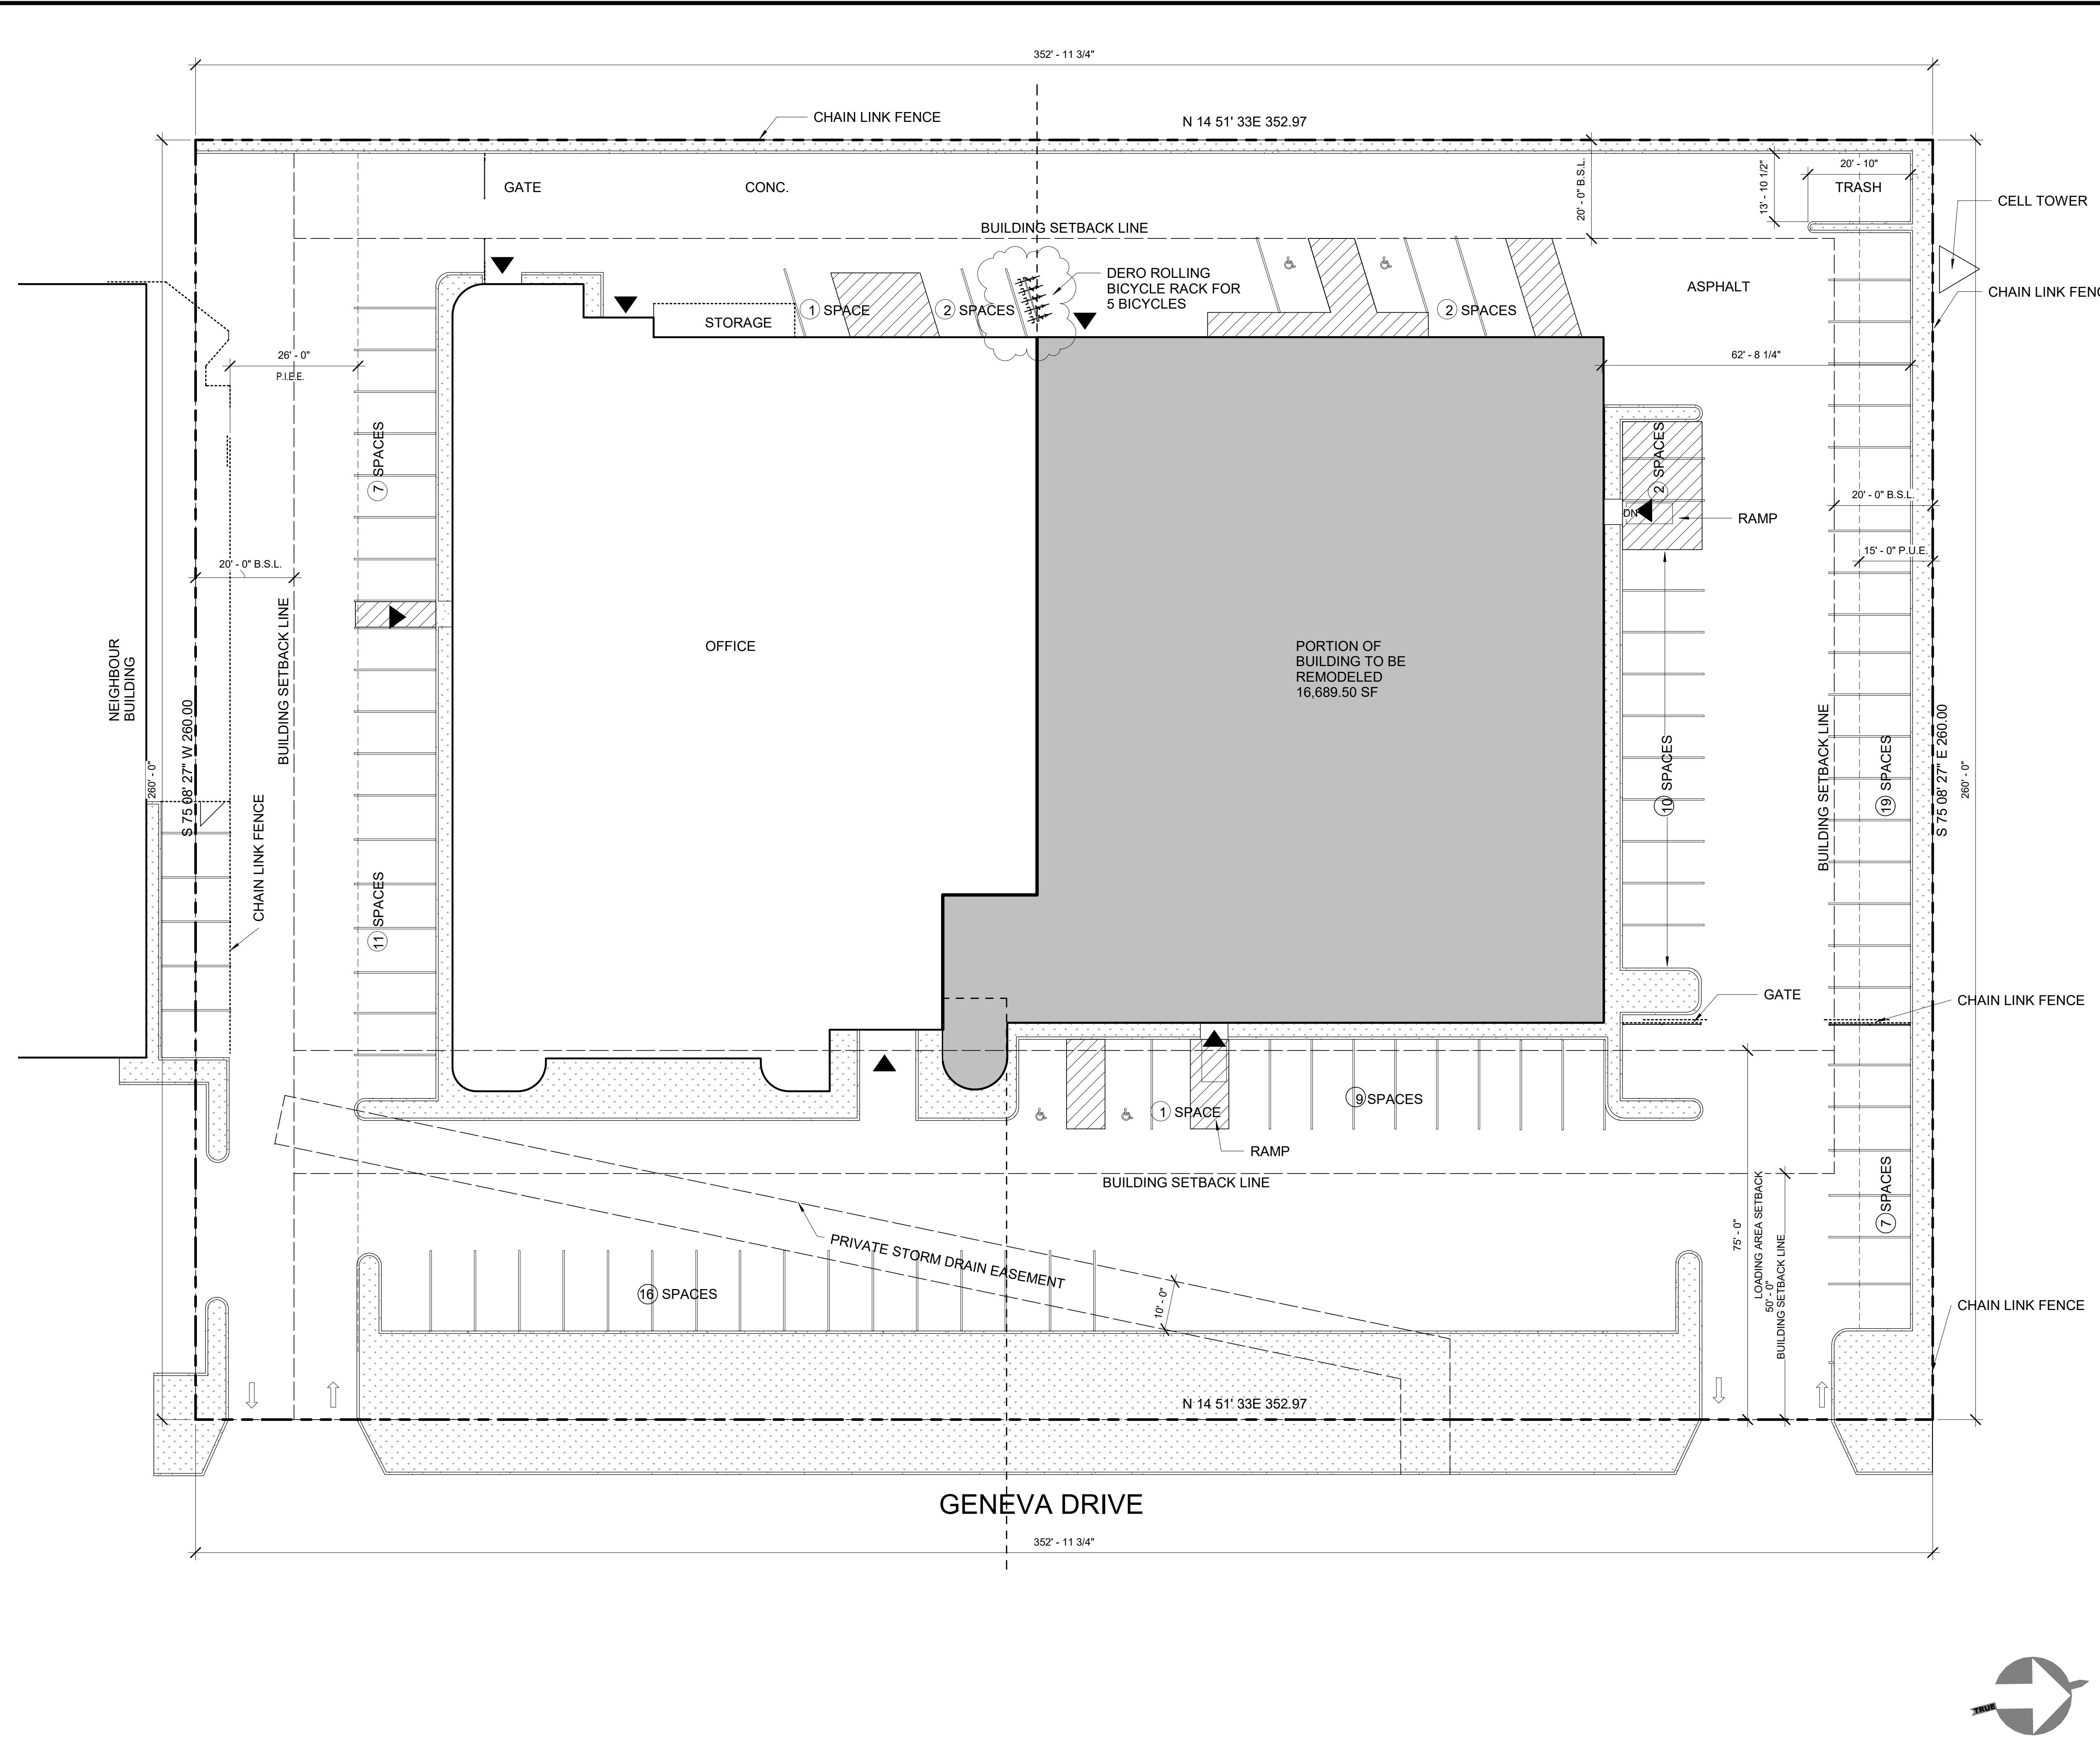 352' - 11 3/4"
CHAIN LINK FENCE
N 14 51' 33E 352.97
GATE
CONC.
20' - 0" B.S.L.
13' - 10 1/2"
20' - 10"
TRASH
CELL TOWER
BUILDING SETBACK LINE
DERO ROLLING
BICYCLE RACK FOR
5 BICYCLES
ASPHALT
CHAIN LINK FEN
STORAGE
1 SPACE
2 SPACES
2 SPACES
26' - 0"
P.I.E.E.
62' - 8 1/4"
7 SPACES
2 SPACES
DN
RAMP
20' - 0" B.S.L.
15' - 0" P.U.E.
20' - 0" B.S.L.
NEIGHBOUR
BUILDING
BUILDING SETBACK LINE
OFFICE
PORTION OF
BUILDING TO BE
REMODELED
16,689.50 SF
260' - 0"
S 75 08' 27" W 260.00
CHAIN LINK FENCE
10 SPACES
BUILDING SETBACK LINE
19 SPACES
S 75 08' 27" E 260.00
260' - 0"
11 SPACES
GATE
CHAIN LINK FENCE
1 SPACE
9 SPACES
RAMP
BUILDING SETBACK LINE
7 SPACES
75' - 0"
LOADING AREA SETBACK
50' - 0"
BUILDING SETBACK LINE
PRIVATE STORM DRAIN EASEMENT
16 SPACES
10' - 0"
CHAIN LINK FENCE
N 14 51' 33E 352.97
GENEVA DRIVE
352' - 11 3/4"
TRUE